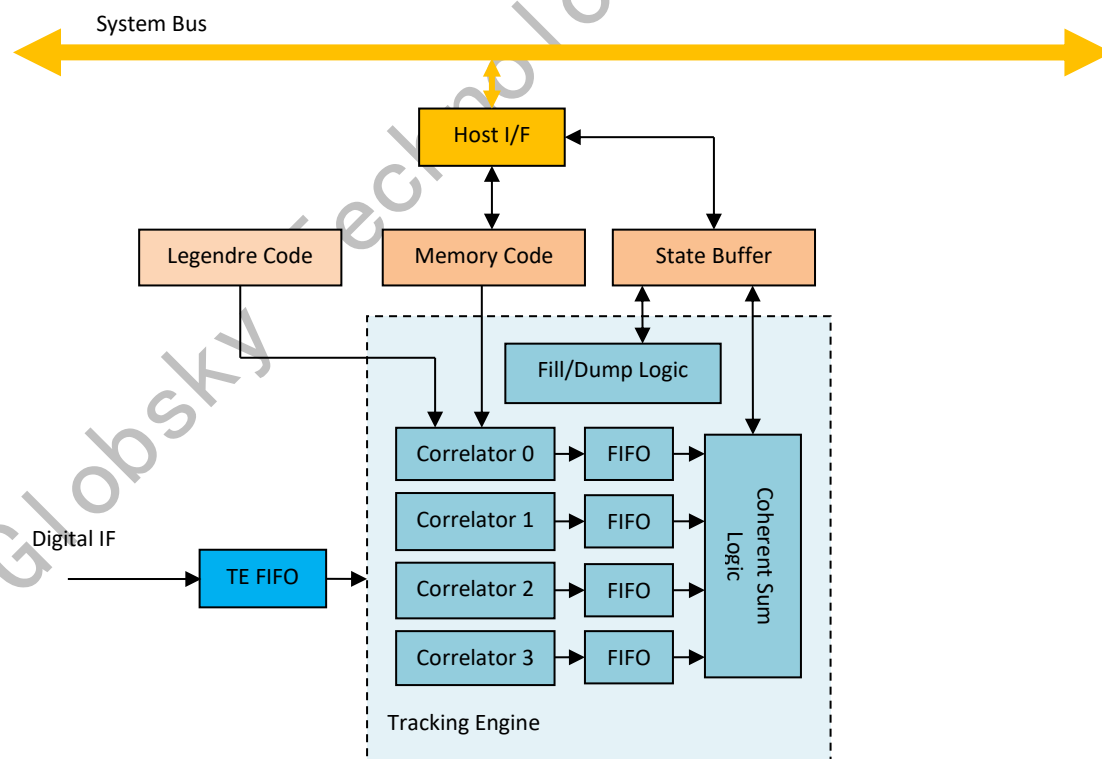 System Bus
Host I/F
Legendre Code
Memory Code
State Buffer
Fill/Dump Logic
Correlator 0
FIFO
Correlator 1
FIFO
Correlator 2
FIFO
Correlator 3
FIFO
Coherent Sum
Logic
Digital IF
TE FIFO
Tracking Engine
Globsky Technolo